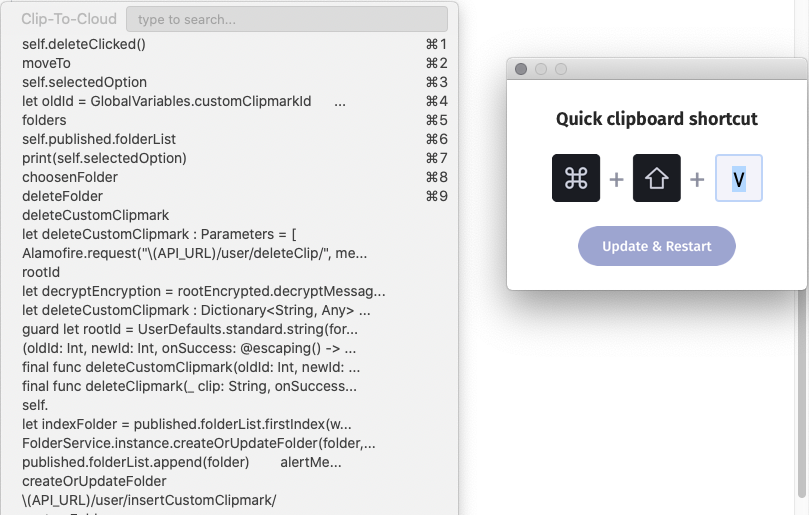 Clip-To-Cloud type to search...
self.deleteClicked() ⌘1
moveTo ⌘2
self.selectedOption ⌘3
let oldId = GlobalVariables.customClipmarkId ... ⌘4
folders ⌘5
self.published.folderList ⌘6
print(self.selectedOption) ⌘7
choosenFolder ⌘8
deleteFolder ⌘9
deleteCustomClipmark
let deleteCustomClipmark : Parameters = [
Alamofire.request("\(API_URL)/user/deleteClip/", me...
rootId
let decryptEncryption = rootEncrypted.decryptMessag...
let deleteCustomClipmark : Dictionary<String, Any> ...
guard let rootId = UserDefaults.standard.string(for...
(oldId: Int, newId: Int, onSuccess: @escaping() -> ...
final func deleteCustomClipmark(oldId: Int, newId: ...
final func deleteClipmark(_ clip: String, onSuccess...
self.
let indexFolder = published.folderList.firstIndex(w...
FolderService.instance.createOrUpdateFolder(folder,...
published.folderList.append(folder) alertMe...
createOrUpdateFolder
\(API_URL)/user/insertCustomClipmark/
Quick clipboard shortcut
⌘ + ⇧ + V
Update & Restart